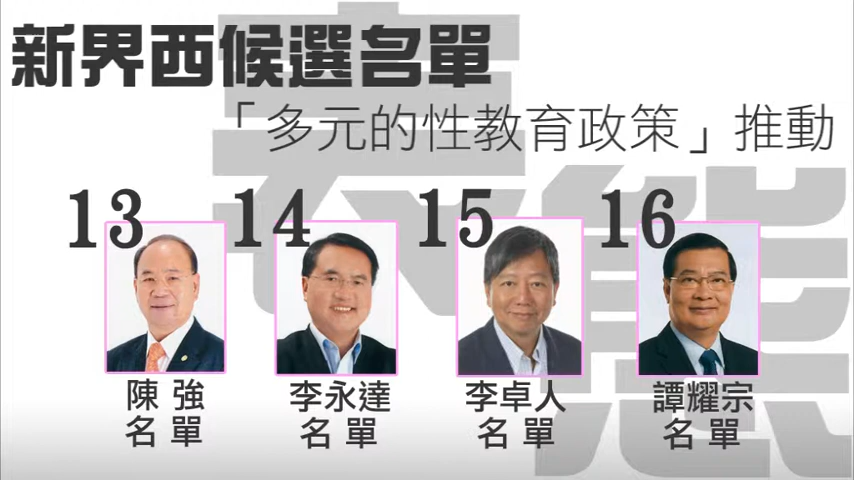 新界西候選名單
「多元的性教育政策」推動
表態
13 14 15 16
陳強 李永達 李卓人 譚耀宗
名單 名單 名單 名單